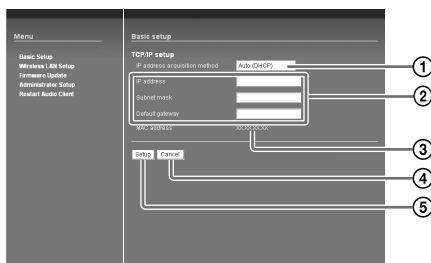 Menu
Basic Setup
Wireless LAN Setup
Firmware Update
Administrator Setup
Restart Audio Client
Basic setup
TCP/IP setup
IP address acquisition method
Auto (DHCP)
1
IP address
Subnet mask
2
Default gateway
MAC address
3
Setup
Cancel
4
5